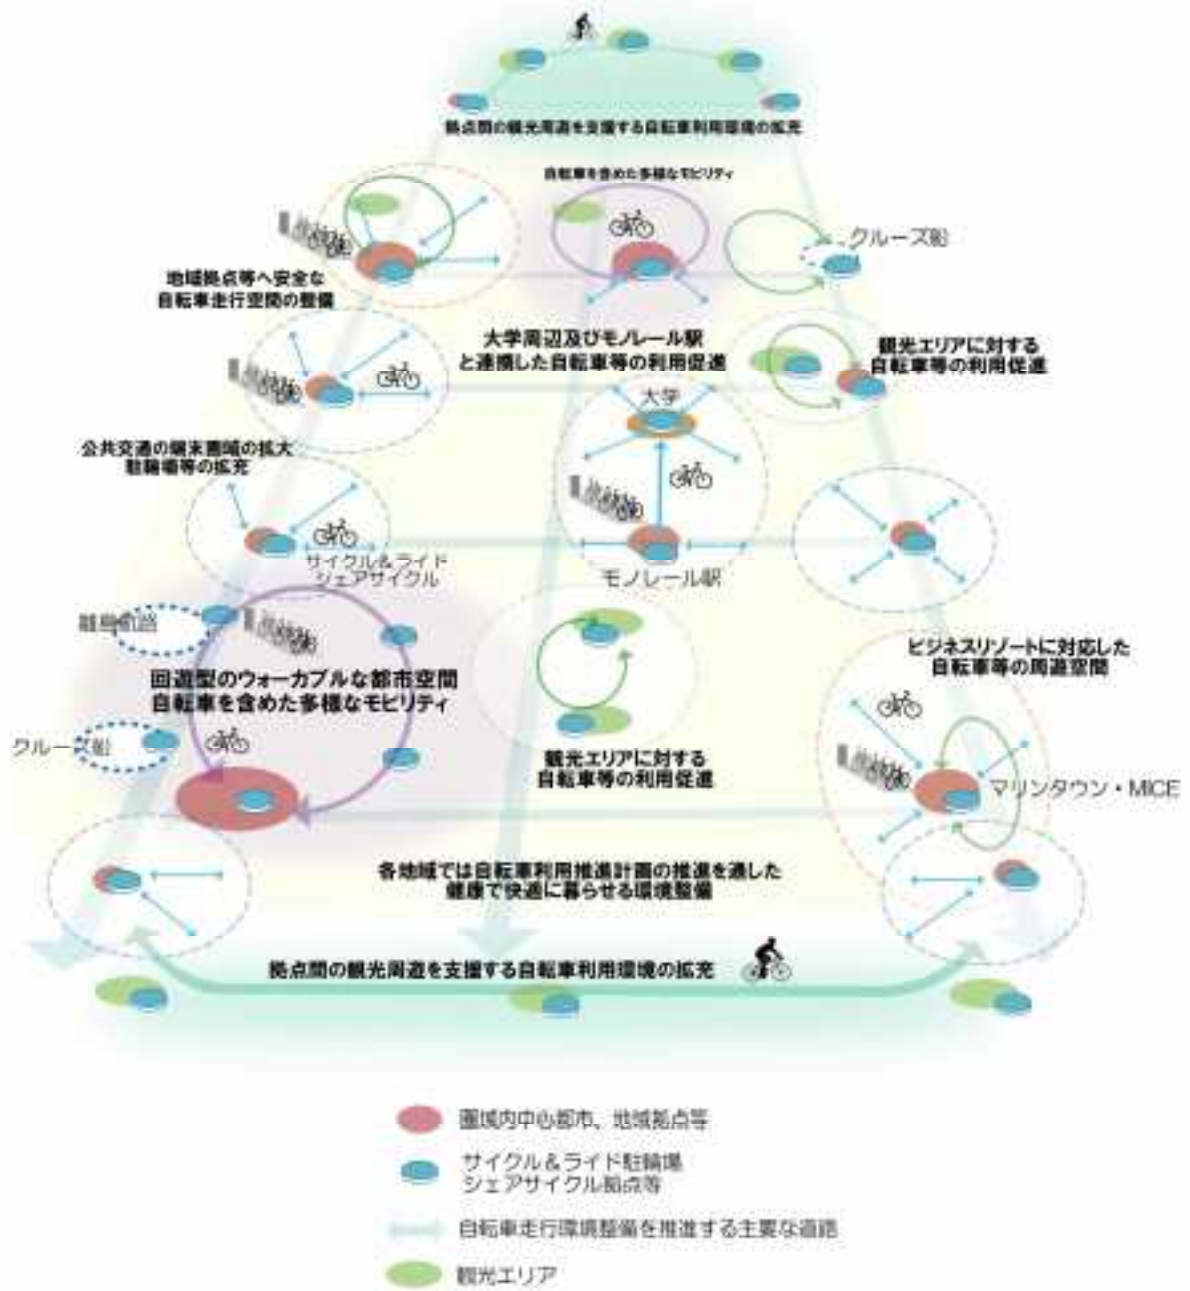 拠点間の観光周遊を支援する自転車利用環境の拡充
自転車を含めた多様なモビリティ
クルーズ船
地域拠点等へ安全な
自転車走行空間の整備
大学周辺及びモノレール駅
と連携した自転車等の利用促進
観光エリアに対する
自転車等の利用促進
大学
公共交通の端末圏域の拡大
駐輪場等の拡充
サイクル＆ライド
シェアサイクル
モノレール駅
離島航路
回遊型のウォーカブルな都市空間
自転車を含めた多様なモビリティ
ビジネスリゾートに対応した
自転車等の周遊空間
クルーズ船
観光エリアに対する
自転車等の利用促進
マリンタウン・MICE
各地域では自転車利用推進計画の推進を通した
健康で快適に暮らせる環境整備
拠点間の観光周遊を支援する自転車利用環境の拡充
圏域内中心都市、地域拠点等
サイクル＆ライド駐輪場
シェアサイクル拠点等
自転車走行環境整備を推進する主要な道路
観光エリア